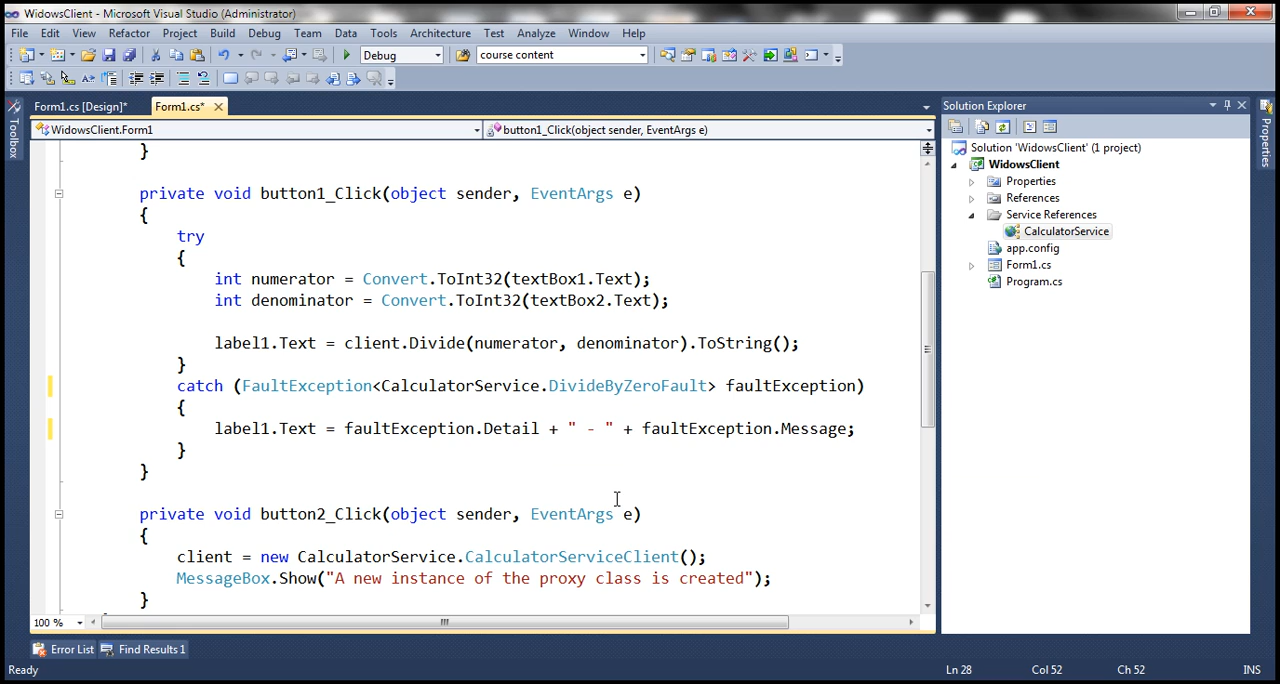 WidowsClient - Microsoft Visual Studio (Administrator)
File Edit View Refactor Project Build Debug Team Data Tools Architecture Test Analyze Window Help
Debug course content
Form1.cs [Design]* Form1.cs*
WidowsClient.Form1 button1_Click(object sender, EventArgs e)
Toolbox
}
private void button1_Click(object sender, EventArgs e)
{
try
{
int numerator = Convert.ToInt32(textBox1.Text);
int denominator = Convert.ToInt32(textBox2.Text);
label1.Text = client.Divide(numerator, denominator).ToString();
}
catch (FaultException<CalculatorService.DivideByZeroFault> faultException)
{
label1.Text = faultException.Detail + " - " + faultException.Message;
}
}
private void button2_Click(object sender, EventArgs e)
{
client = new CalculatorService.CalculatorServiceClient();
MessageBox.Show("A new instance of the proxy class is created");
}
100 %
Solution Explorer
Solution 'WidowsClient' (1 project)
WidowsClient
Properties
References
Service References
CalculatorService
app.config
Form1.cs
Program.cs
Properties
Error List Find Results 1
Ready Ln 28 Col 52 Ch 52 INS